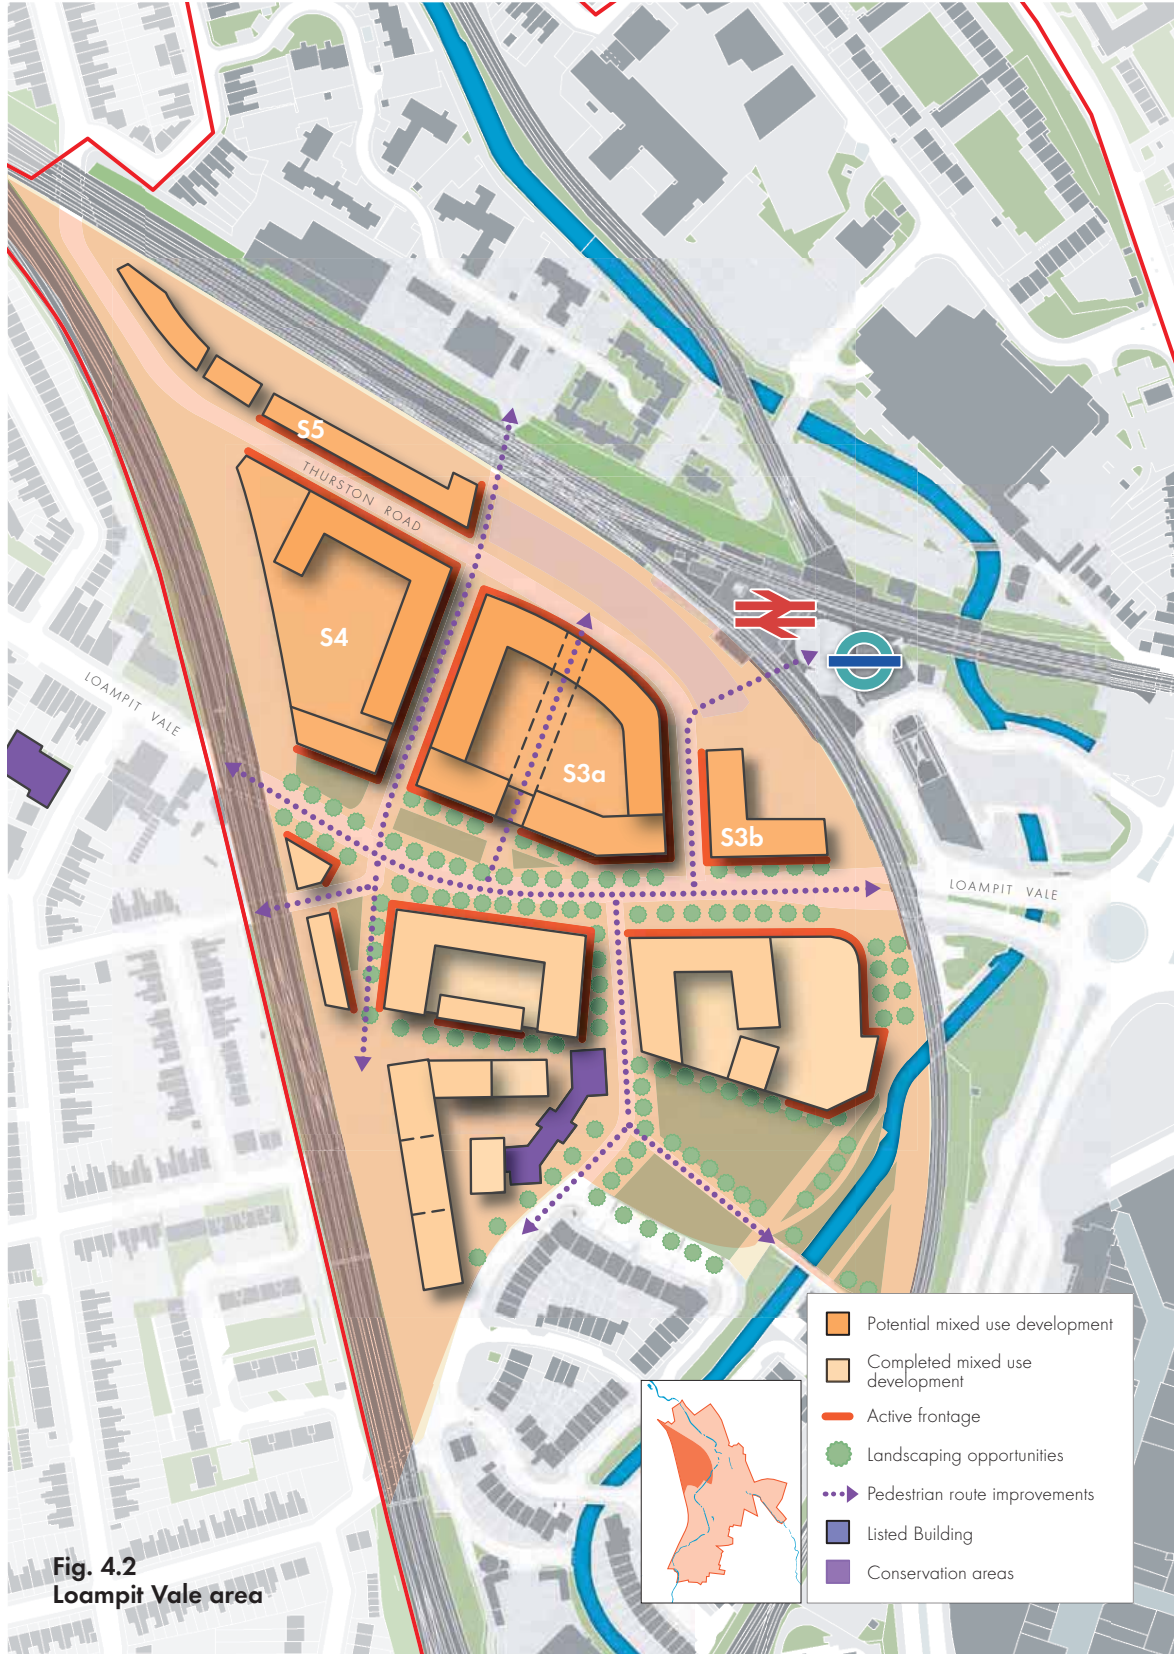 S5
THURSTON ROAD
S4
LOAMPIT VALE
S3a
S3b
LOAMPIT VALE
Potential mixed use development
Completed mixed use
development
Active frontage
Landscaping opportunities
Pedestrian route improvements
Listed Building
Conservation areas
Fig. 4.2
Loampit Vale area